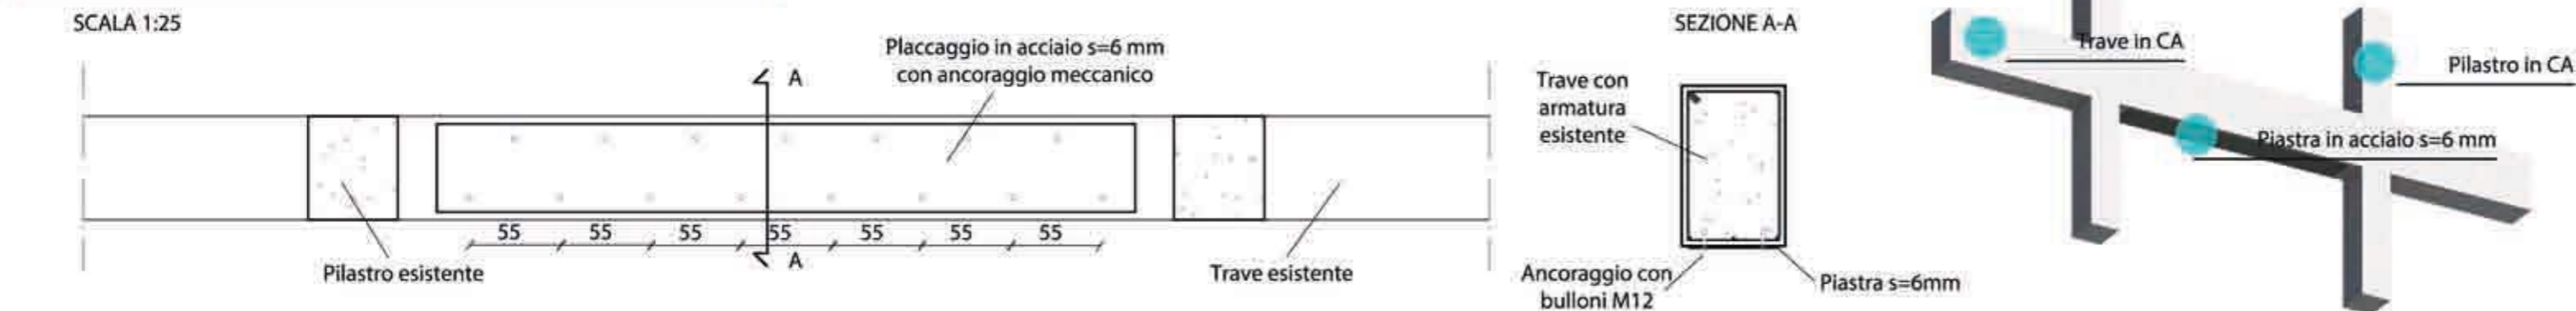 SCALA 1:25
Placcaggio in acciaio s=6 mm
con ancoraggio meccanico
A
55 55 55 55 55 55 55
A
Pilastro esistente
Trave esistente
SEZIONE A-A
Trave con
armatura
esistente
Ancoraggio con
bulloni M12
Piastra s=6mm
Trave in CA
Pilastro in CA
Piastra in acciaio s=6 mm